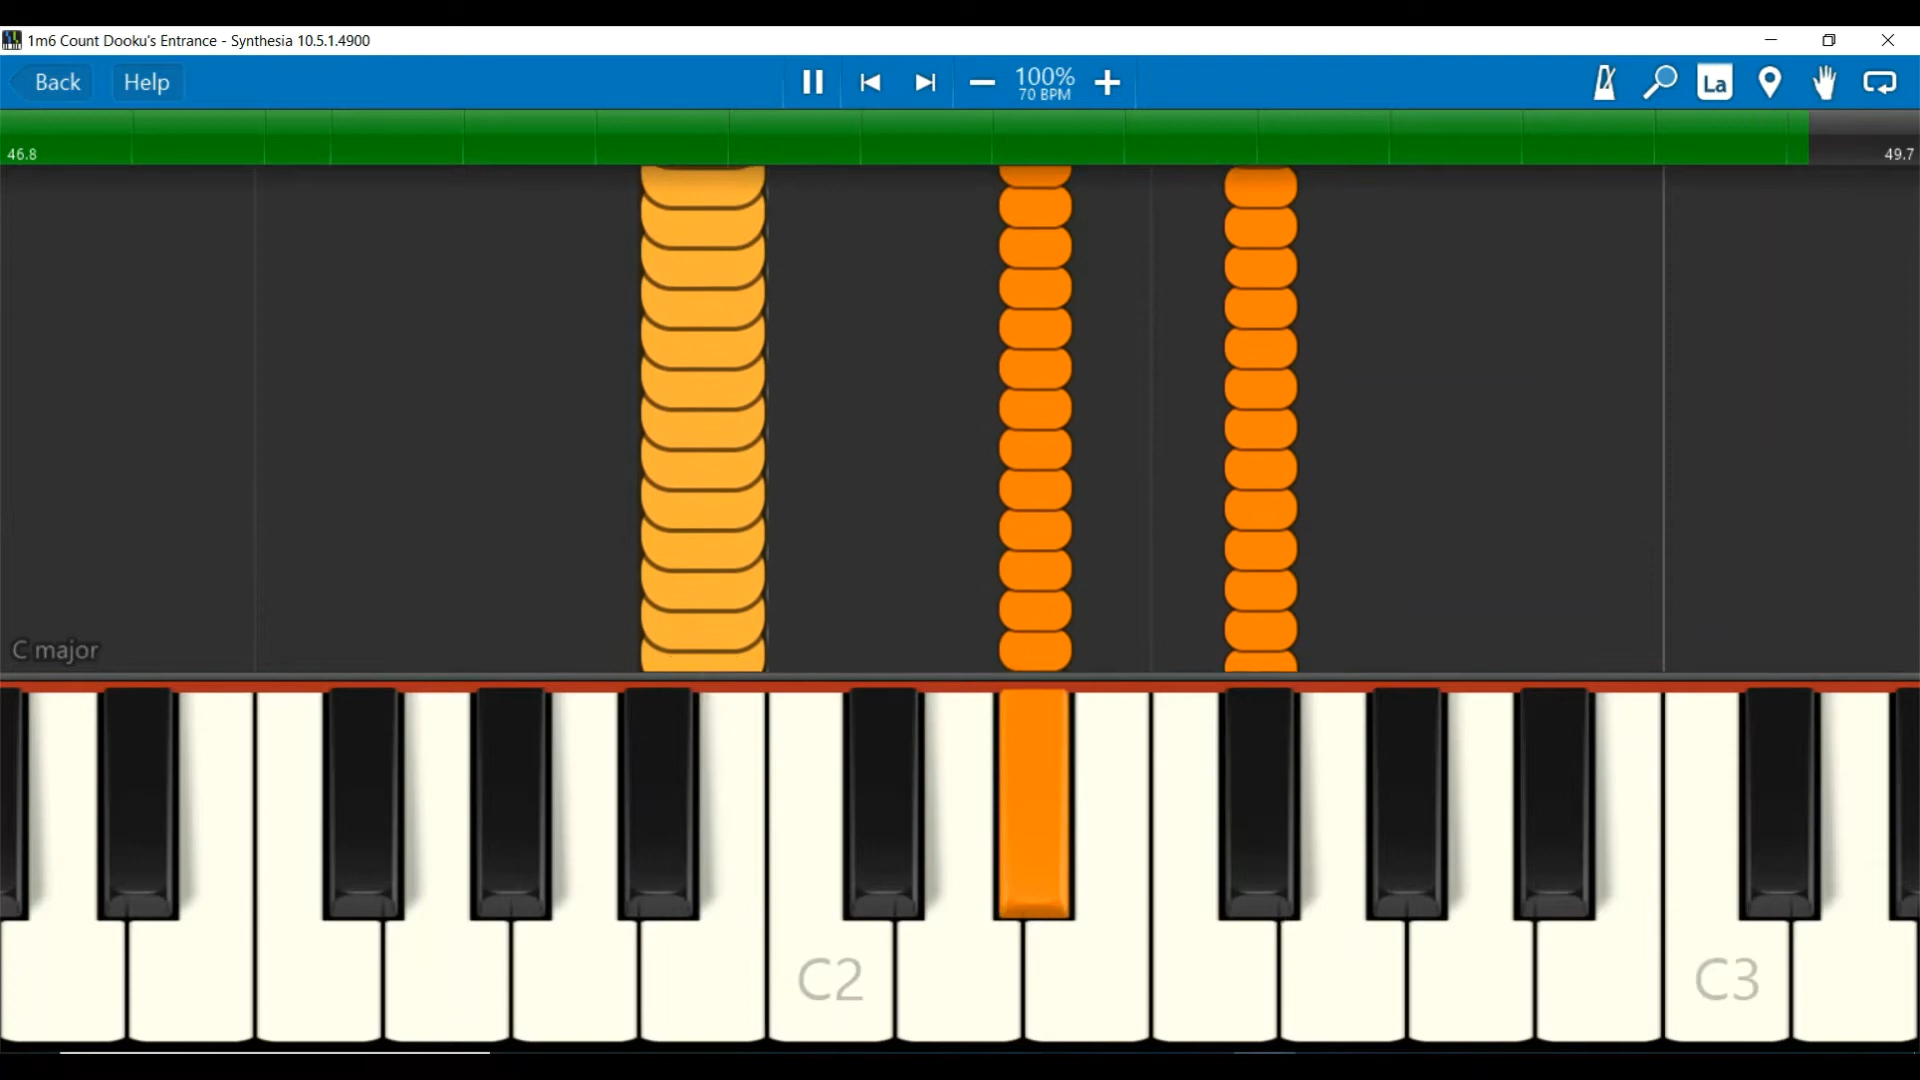 1m6 Count Dooku's Entrance - Synthesia 10.5.1.4900
Back
Help
100%
70 BPM
La
46.8
49.7
C major
C2
C3